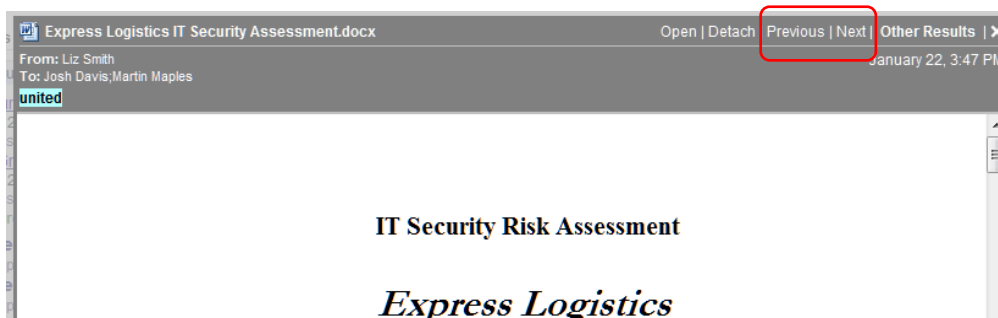 Express Logistics IT Security Assessment.docx Open | Detach Previous | Next | Other Results |
From: Liz Smith January 22, 3:47 PM
To: Josh Davis;Martin Maples
united
IT Security Risk Assessment
Express Logistics